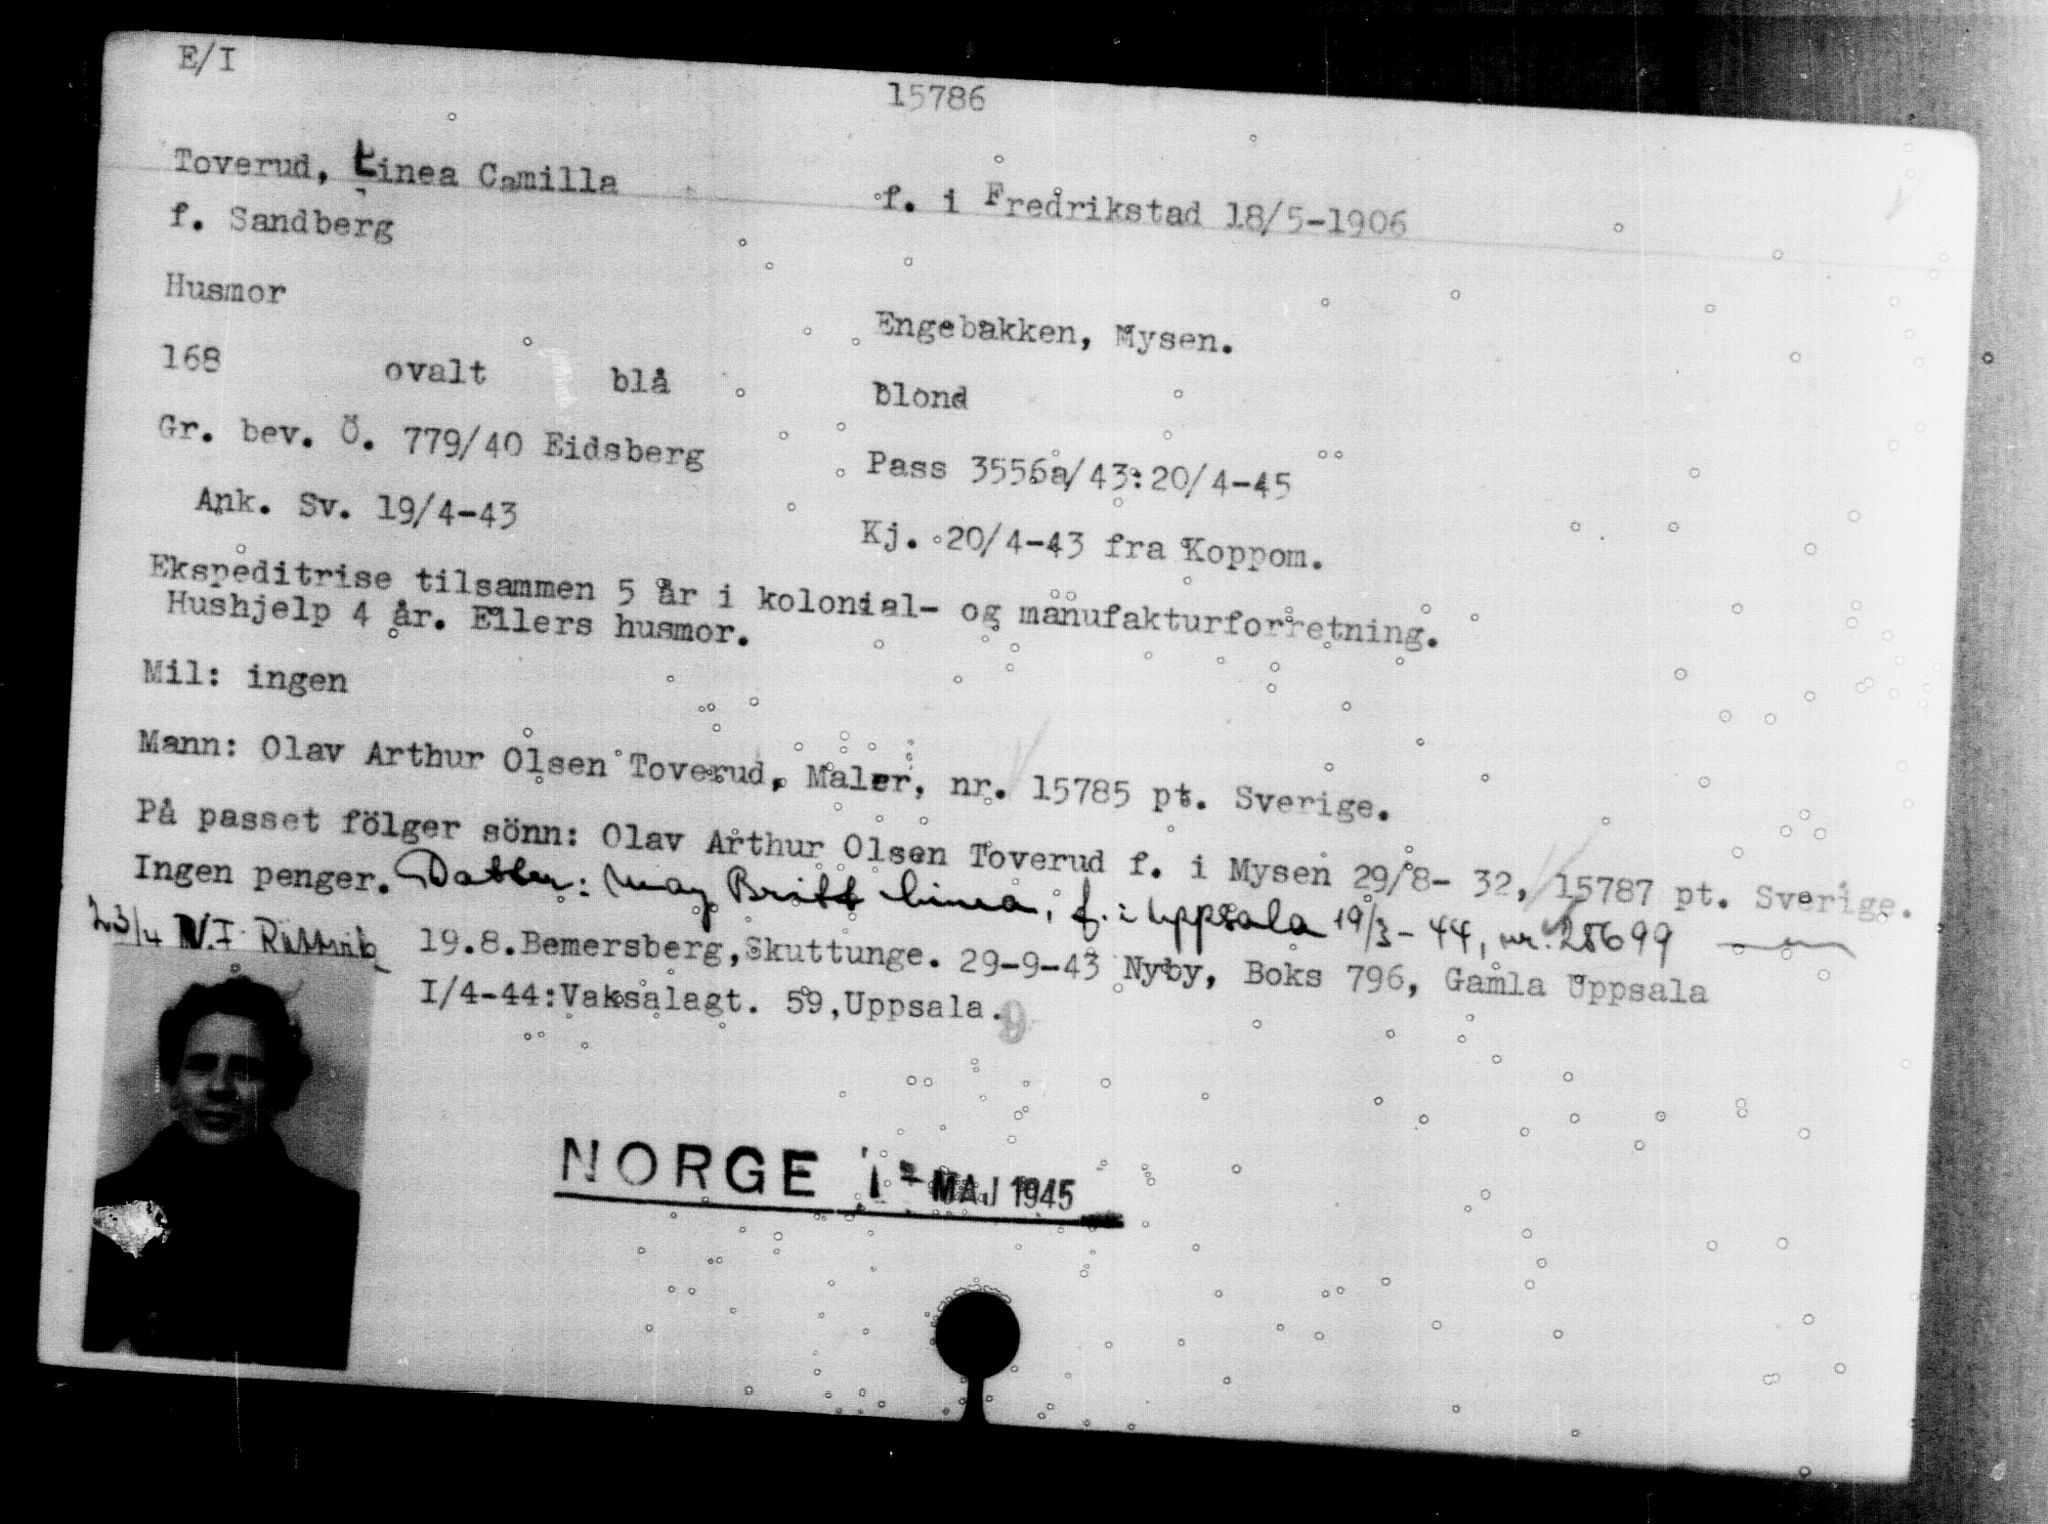 E/I
15786
Toverud, Linea Camilla f. i Fredrikstad 18/5-1906
f. Sandberg
Husmor Engebakken, Mysen.
168 ovalt blå blond
Gr. bev. Ö. 779/40 Eidsberg Pass 3556a/43:20/4-45
Ank. Sv. 19/4-43 Kj. 20/4-43 fra Koppom.
Ekspeditrise tilsammen 5 år i kolonial- og manufakturforretning.
Hushjelp 4 år. Ellers husmor.
Mil: ingen
Mann: Olav Arthur Olsen Toverud, Maler, nr. 15785 pt. Sverige.
På passet fölger sönn: Olav Arthur Olsen Toverud f. i Mysen 29/8- 32, 15787 pt. Sverige.
Ingen penger. Datter: May Britt Linea, f. i Uppsala 19/3-44, nr. 25699
23/4 N.I
19.8.Bemersberg,Skuttunge. 29-9-43 Nyby, Boks 796, Gamla Uppsala
I/4-44:Vaksalagt. 59,Uppsala.
9
NORGE 1- MAJ 1945